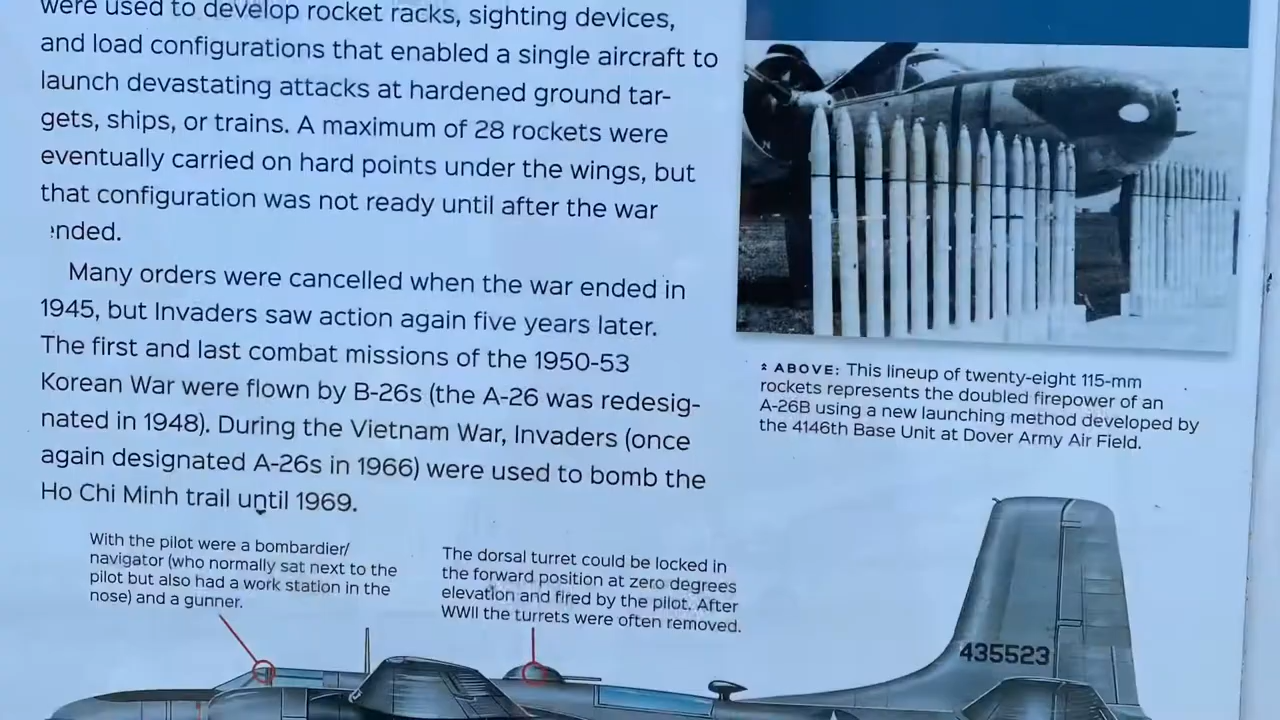 were used to develop rocket racks, sighting devices,
and load configurations that enabled a single aircraft to
launch devastating attacks at hardened ground tar-
gets, ships, or trains. A maximum of 28 rockets were
eventually carried on hard points under the wings, but
that configuration was not ready until after the war
ended.
Many orders were cancelled when the war ended in
1945, but Invaders saw action again five years later.
The first and last combat missions of the 1950-53
Korean War were flown by B-26s (the A-26 was redesig-
nated in 1948). During the Vietnam War, Invaders (once
again designated A-26s in 1966) were used to bomb the
Ho Chi Minh trail until 1969.
ABOVE: This lineup of twenty-eight 115-mm
rockets represents the doubled firepower of an
A-26B using a new launching method developed by
the 4146th Base Unit at Dover Army Air Field.
With the pilot were a bombardier/
navigator (who normally sat next to the
pilot but also had a work station in the
nose) and a gunner.
The dorsal turret could be locked in
the forward position at zero degrees
elevation and fired by the pilot. After
WWII the turrets were often removed.
435523